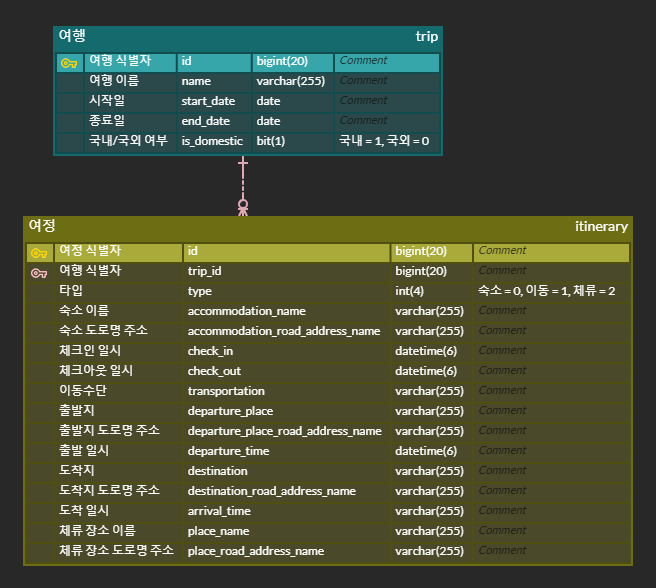 여행 trip
여행 식별자 id bigint(20) Comment
여행 이름 name varchar(255) Comment
시작일 start_date date Comment
종료일 end_date date Comment
국내/국외 여부 is_domestic bit(1) 국내 = 1, 국외 = 0
여정 itinerary
여정 식별자 id bigint(20) Comment
여행 식별자 trip_id bigint(20) Comment
타입 type int(4) 숙소 = 0, 이동 = 1, 체류 = 2
숙소 이름 accommodation_name varchar(255) Comment
숙소 도로명 주소 accommodation_road_address_name varchar(255) Comment
체크인 일시 check_in datetime(6) Comment
체크아웃 일시 check_out datetime(6) Comment
이동수단 transportation varchar(255) Comment
출발지 departure_place varchar(255) Comment
출발지 도로명 주소 departure_place_road_address_name varchar(255) Comment
출발 일시 departure_time datetime(6) Comment
도착지 destination varchar(255) Comment
도착지 도로명 주소 destination_road_address_name varchar(255) Comment
도착 일시 arrival_time varchar(255) Comment
체류 장소 이름 place_name varchar(255) Comment
체류 장소 도로명 주소 place_road_address_name varchar(255) Comment